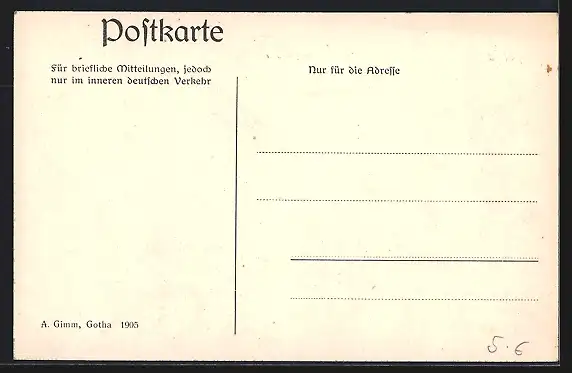 Postkarte
Für briefliche Mitteilungen, jedoch
nur im inneren deutschen Verkehr
Nur für die Adresse
A. Gimm, Gotha 1905
5.6